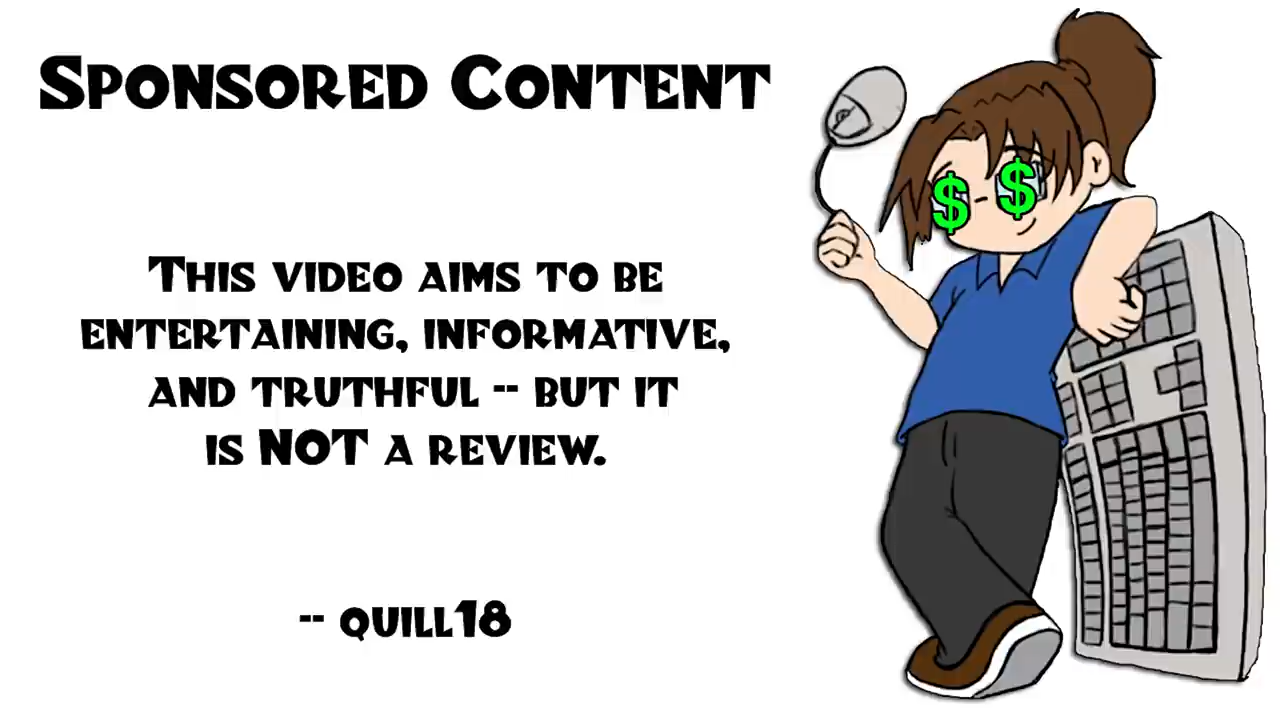 Sponsored Content
This video aims to be
entertaining, informative,
and truthful -- but it
is NOT a review.
-- quill18
$ $